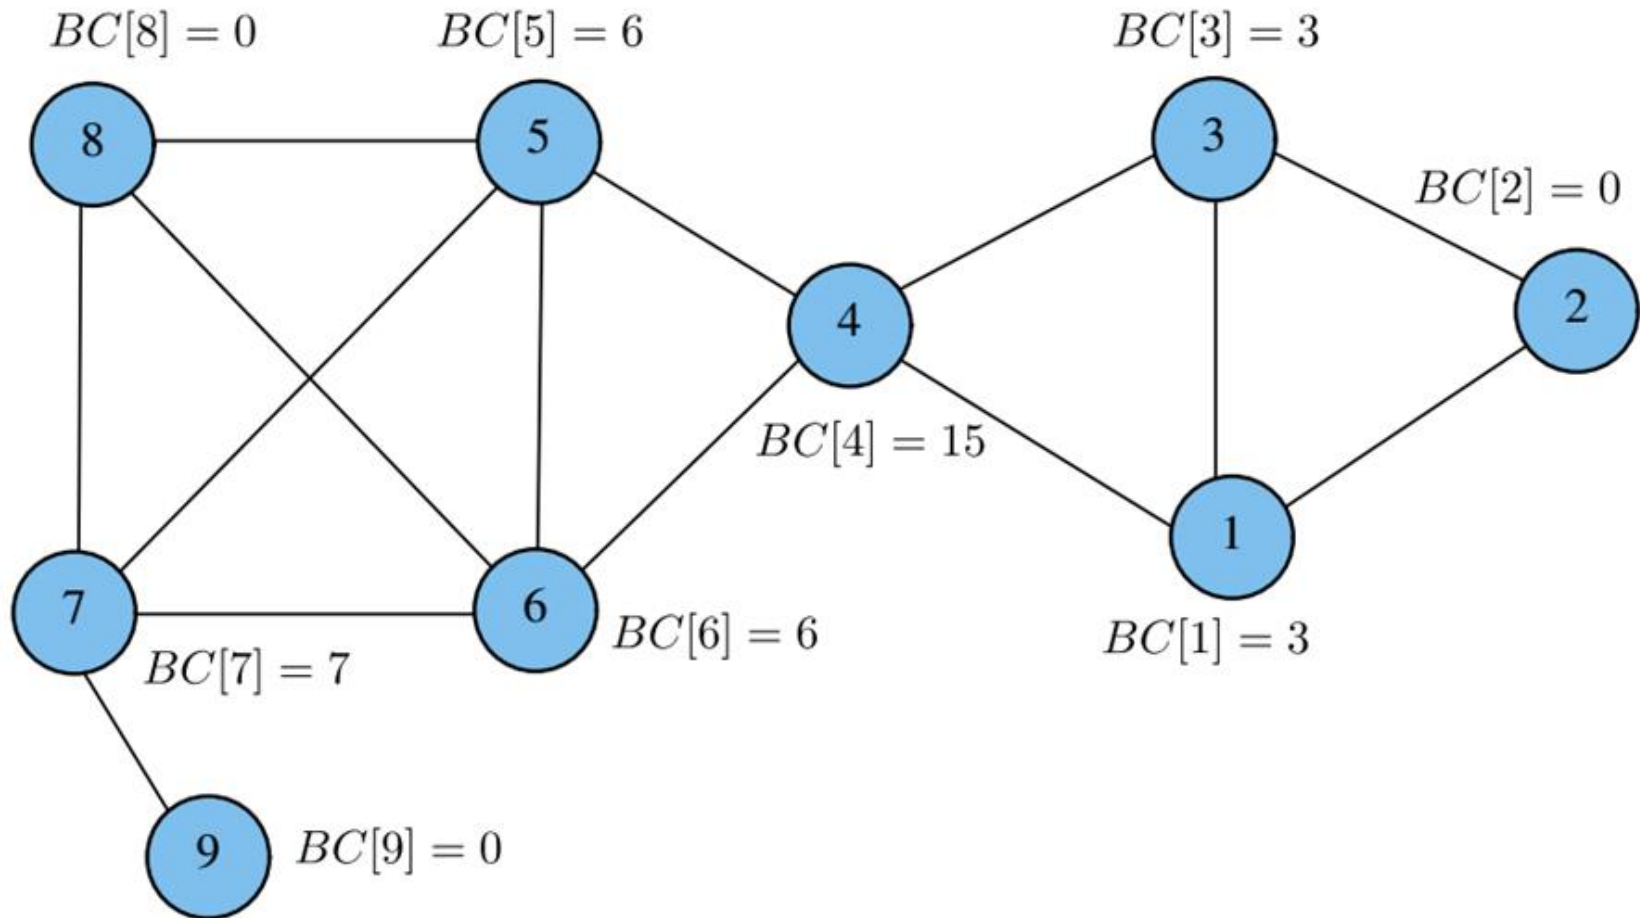 BC[8] = 0
BC[5] = 6
BC[3] = 3
8
5
3
BC[2] = 0
2
4
BC[4] = 15
1
7
6
BC[6] = 6
BC[1] = 3
BC[7] = 7
9
BC[9] = 0